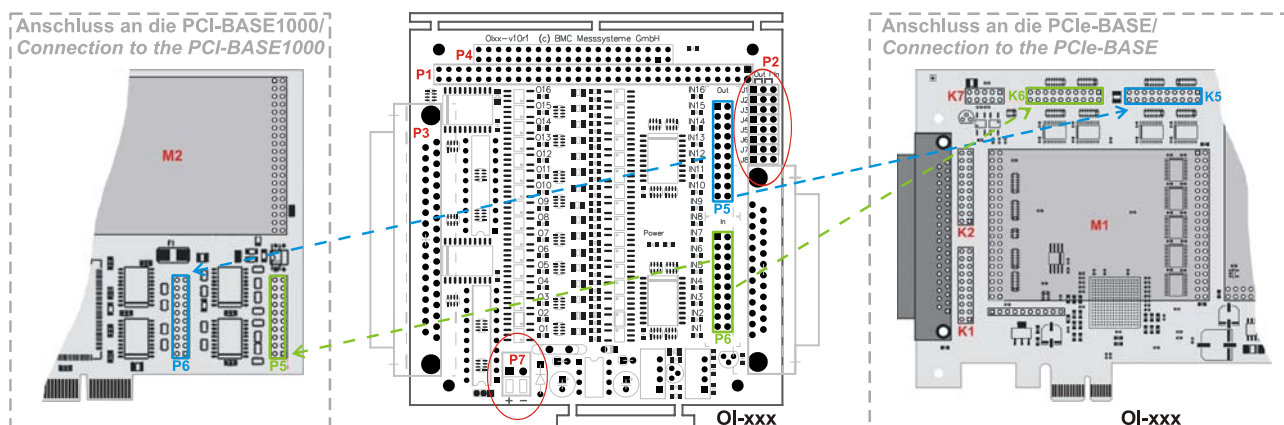 Anschluss an die PCI-BASE1000/
Connection to the PCI-BASE1000
M2
F1
P6
P5
OIxx-v10r1 (c) BMC Messsysteme GmbH
P4
P1
P2
Out
In
P3
O16
O15
O14
O13
O12
O11
O10
O9
O8
O7
O6
O5
O4
O3
O2
O1
IN16
IN15
IN14
IN13
IN12
IN11
IN10
IN9
IN8
IN7
IN6
IN5
IN4
IN3
IN2
IN1
Out
J1
J2
J3
J4
J5
J6
J7
J8
P5
In
Power
P6
P7
+ −
OI-xxx
Anschluss an die PCIe-BASE/
Connection to the PCIe-BASE
K7
K6
K5
K2
M1
K1
OI-xxx